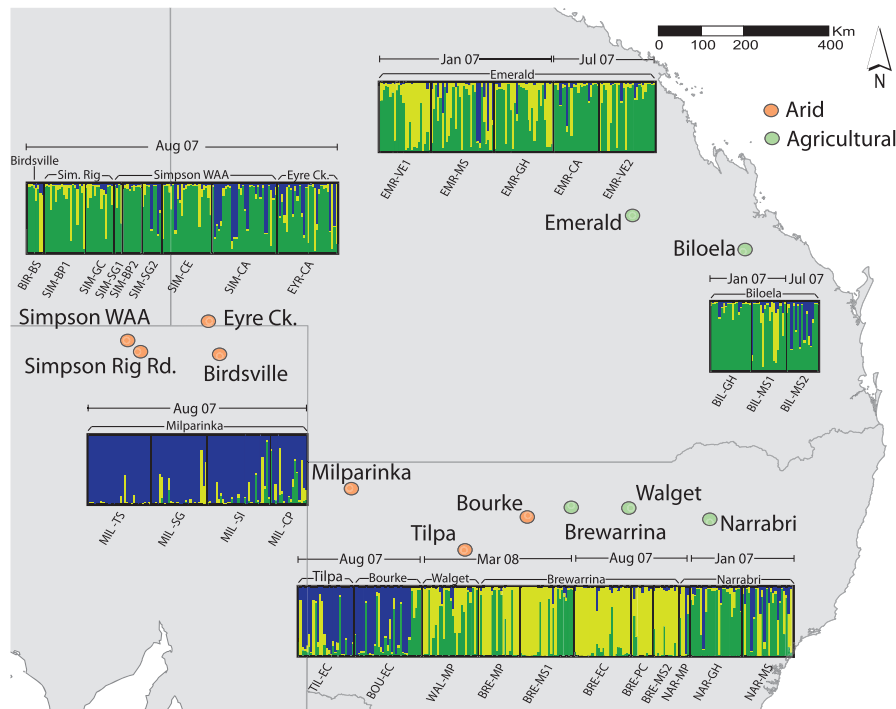 Km
0 100 200 400
N
Arid
Agricultural
Jan 07 Jul 07
Emerald
EMR-VE1 EMR-MS EMR-GH EMR-CA EMR-VE2
Aug 07
Birdsville Sim. Rig Simpson WAA Eyre Ck.
BIR-BS SIM-BP1 SIM-GC SIM-SG1 SIM-BP2 SIM-SG2 SIM-CE SIM-CA EYR-CA
Emerald
Biloela
Jan 07 Jul 07
Biloela
BIL-GH BIL-MS1 BIL-MS2
Simpson WAA
Eyre Ck.
Simpson Rig Rd.
Birdsville
Aug 07
Milparinka
MIL-TS MIL-SG MIL-SI MIL-CP
Milparinka
Bourke
Walget
Tilpa
Brewarrina
Narrabri
Aug 07 Mar 08 Aug 07 Jan 07
Tilpa Bourke Walget Brewarrina Narrabri
TIL-EC BOU-EC WAL-MP BRE-MP BRE-MS1 BRE-EC BRE-PC BRE-MS2 NAR-MP NAR-GH NAR-MS